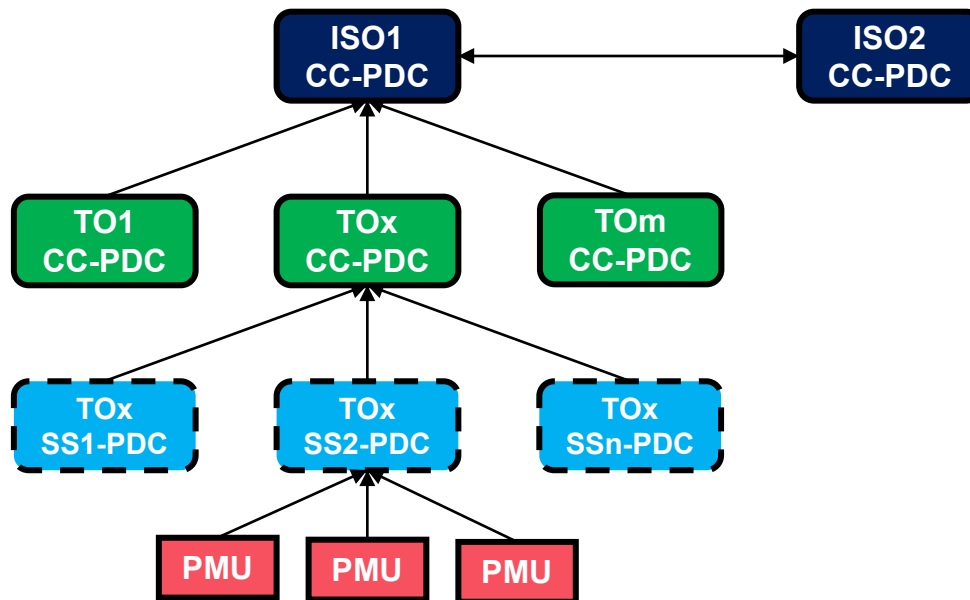 ISO1
CC-PDC
ISO2
CC-PDC
TO1
CC-PDC
TOx
CC-PDC
TOm
CC-PDC
TOx
SS1-PDC
TOx
SS2-PDC
TOx
SSn-PDC
PMU
PMU
PMU